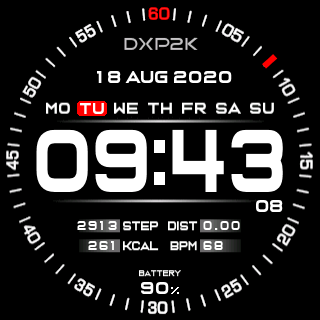 60
55
05
DXP2K
50
10
18 AUG 2020
MO TU WE TH FR SA SU
45
09:43
15
08
40
20
2913 STEP DIST 0.00
261 KCAL BPM 68
35
25
BATTERY
90%
30